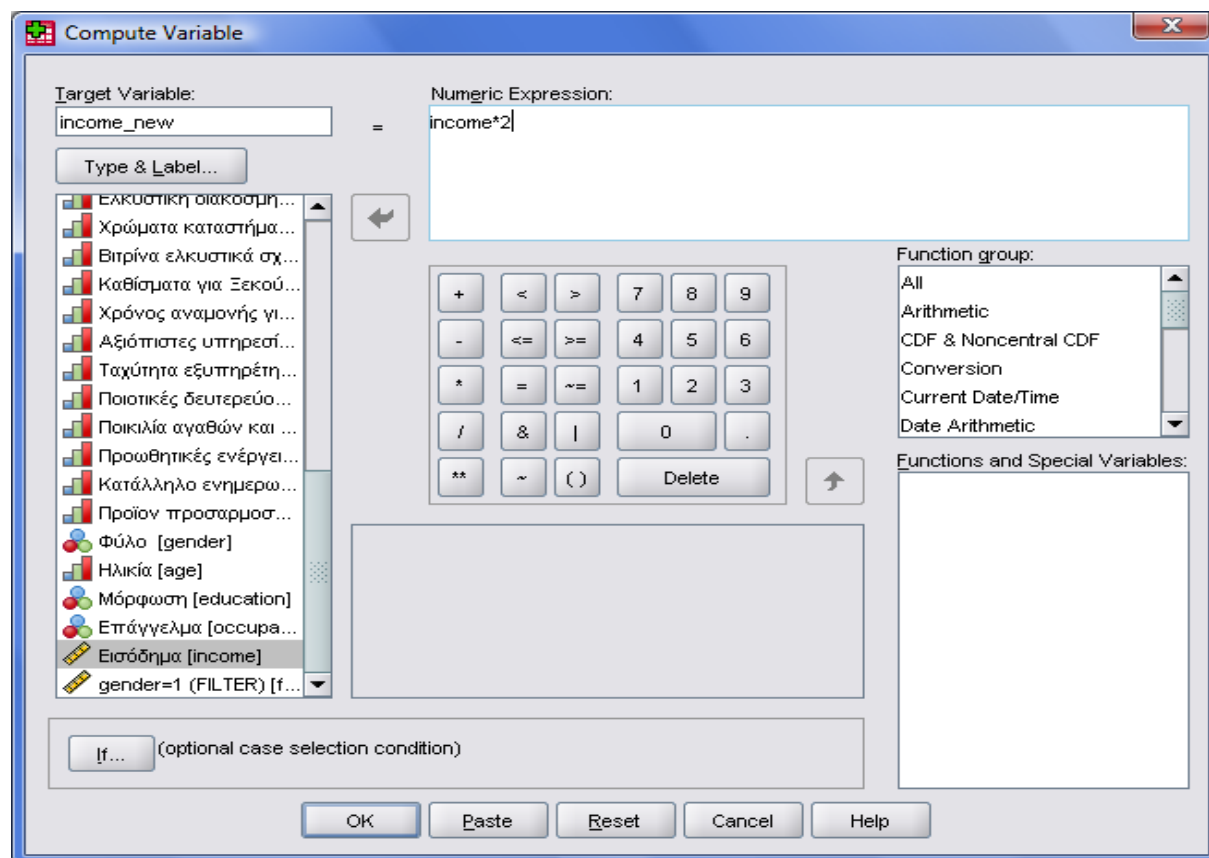 Compute Variable
Target Variable:
income_new
=
Numeric Expression:
income*2
Type & Label...
Ελκυστική διακόσμη...
Χρώματα καταστήμα...
Βιτρίνα ελκυστικά σχ...
Καθίσματα για Ξεκού...
Χρόνος αναμονής γι...
Αξιόπιστες υπηρεσί...
Ταχύτητα εξυπηρέτη...
Ποιοτικές δευτερεύο...
Ποικιλία αγαθών και ...
Προωθητικές ενέργει...
Κατάλληλο ενημερω...
Προϊον προσαρμοσ...
Φύλο [gender]
Ηλικία [age]
Μόρφωση [education]
Επάγγελμα [occupa...
Εισόδημα [income]
gender=1 (FILTER) [f...
+ < > 7 8 9
- <= >= 4 5 6
* = ~= 1 2 3
/ & | 0 .
** ~ ( ) Delete
Function group:
All
Arithmetic
CDF & Noncentral CDF
Conversion
Current Date/Time
Date Arithmetic
Functions and Special Variables:
If... (optional case selection condition)
OK Paste Reset Cancel Help